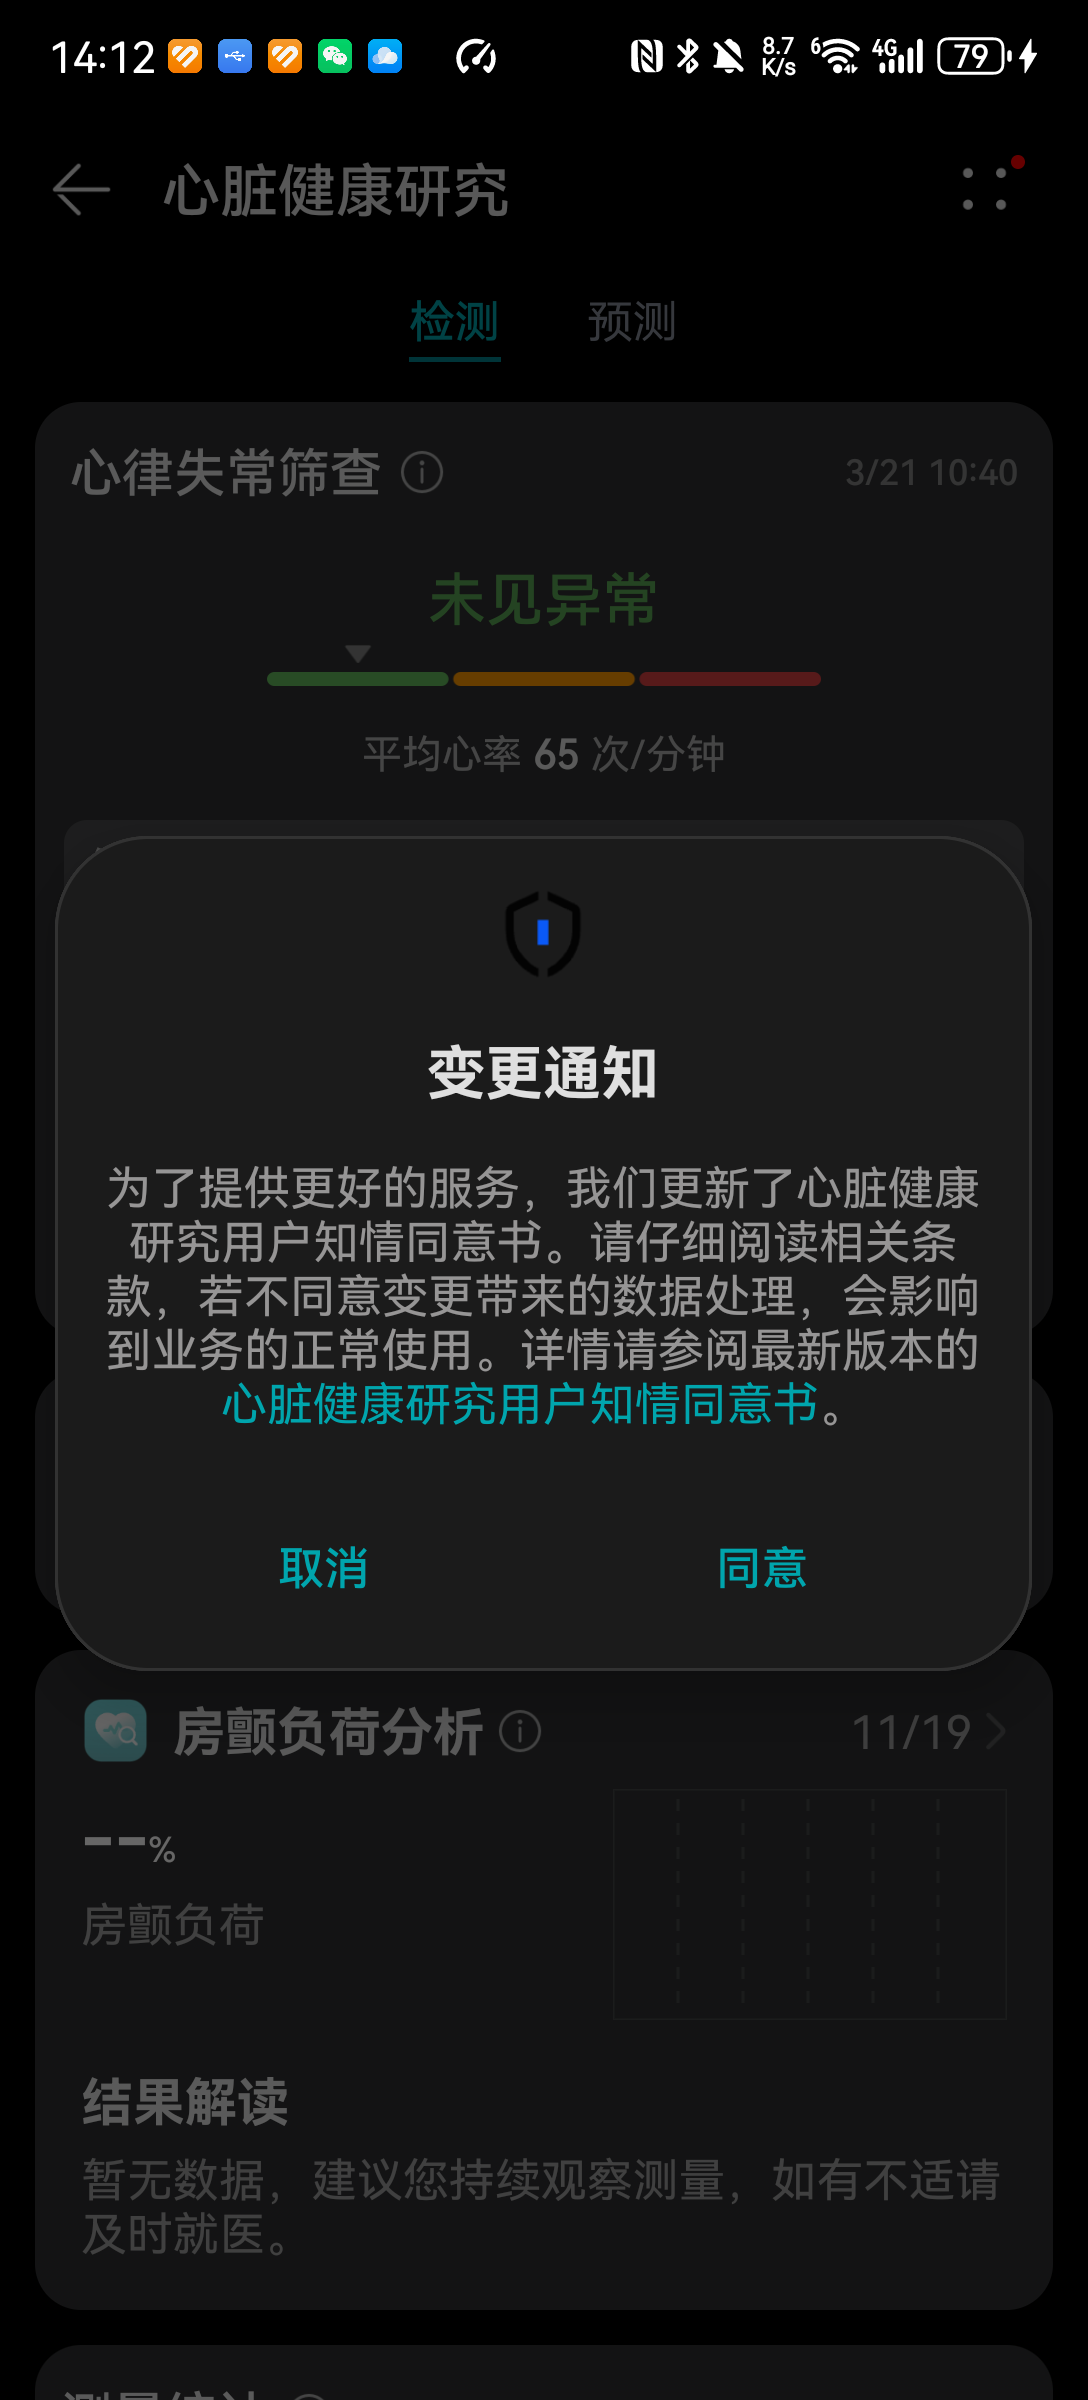 14:12
8.7
K/s
6
4G
79
心脏健康研究
检测 预测
心律失常筛查 3/21 10:40
未见异常
平均心率 65 次/分钟
变更通知
为了提供更好的服务，我们更新了心脏健康
研究用户知情同意书。请仔细阅读相关条
款，若不同意变更带来的数据处理，会影响
到业务的正常使用。详情请参阅最新版本的
心脏健康研究用户知情同意书。
取消 同意
房颤负荷分析 11/19
--%
房颤负荷
结果解读
暂无数据，建议您持续观察测量，如有不适请
及时就医。